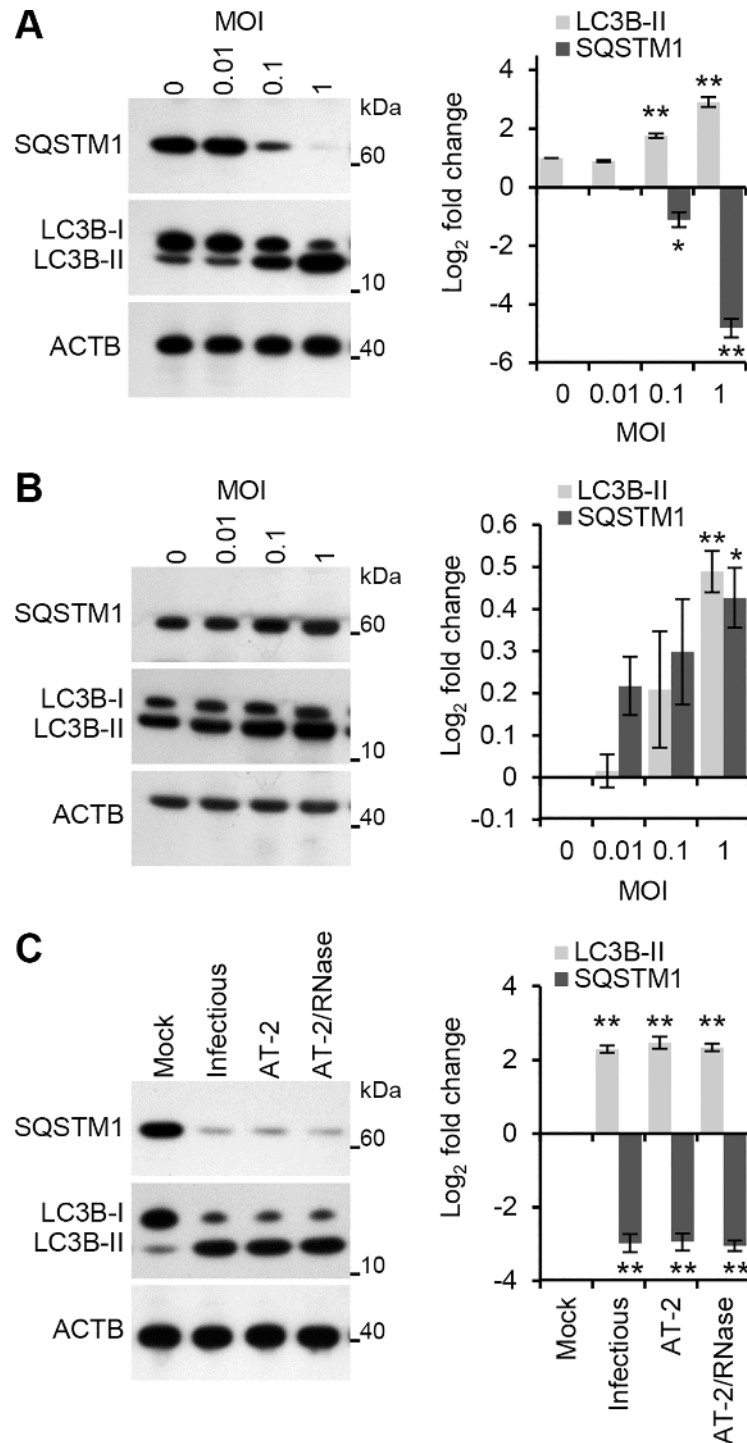 A
MOI
0 0.01 0.1 1
kDa
SQSTM1
60
LC3B-I
LC3B-II
10
ACTB
40
LC3B-II
SQSTM1
Log2 fold change
4
2
0
-2
-4
-6
**
**
*
**
0 0.01 0.1 1
MOI
B
MOI
0 0.01 0.1 1
kDa
SQSTM1
60
LC3B-I
LC3B-II
10
ACTB
40
LC3B-II
SQSTM1
Log2 fold change
0.6
0.5
0.4
0.3
0.2
0.1
0
-0.1
** *
0 0.01 0.1 1
MOI
C
Mock Infectious AT-2 AT-2/RNase
kDa
SQSTM1
60
LC3B-I
LC3B-II
10
ACTB
40
LC3B-II
SQSTM1
Log2 fold change
4
2
0
-2
-4
** ** **
** ** **
Mock Infectious AT-2 AT-2/RNase